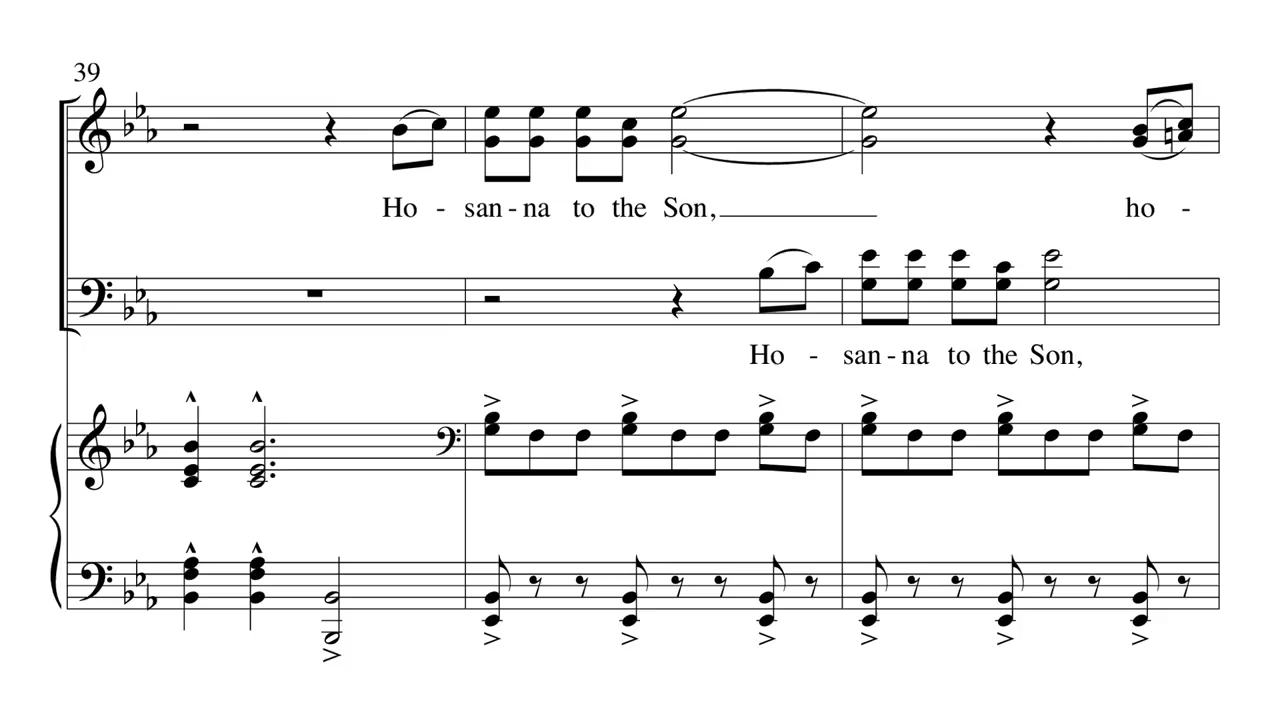 39
Ho - san - na to the Son, ho -
Ho - san - na to the Son,